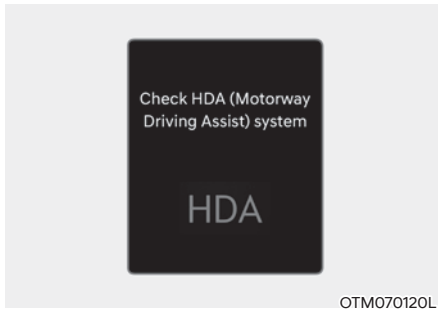 Check HDA (Motorway
Driving Assist) system
HDA
OTM070120L